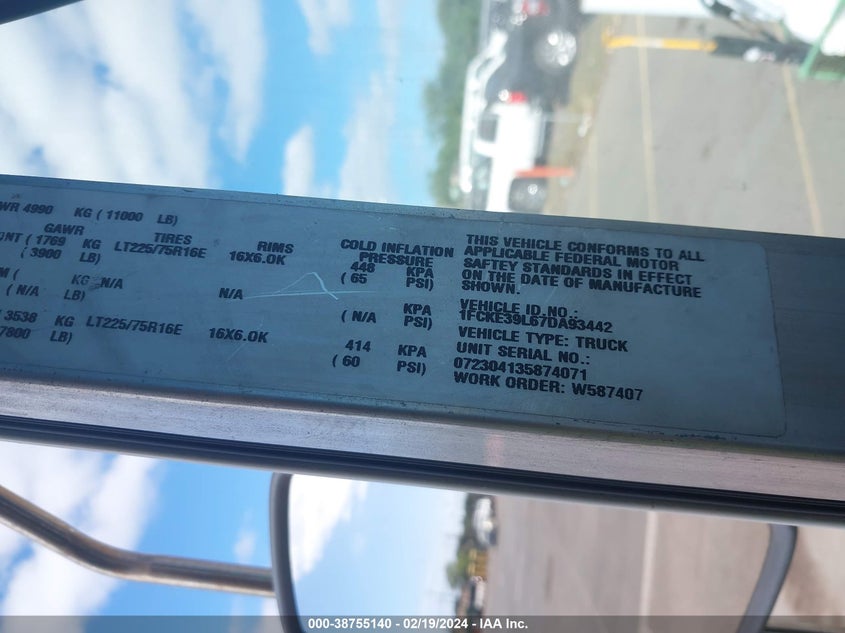 WR 4990 KG ( 11000 LB)
GAWR TIRES RIMS COLD INFLATION PRESSURE
NT ( 1769 KG LT225/75R16E 16X6.0K 448 KPA
( 3900 LB) ( 65 PSI)
M ( KG N/A N/A KPA
( N/A LB) ( N/A PSI)
3538 KG LT225/75R16E 16X6.0K 414 KPA
7800 LB) ( 60 PSI)
THIS VEHICLE CONFORMS TO ALL
APPLICABLE FEDERAL MOTOR
SAFTEY STANDARDS IN EFFECT
ON THE DATE OF MANUFACTURE
SHOWN.
VEHICLE ID NO.:
1FCKE39L67DA93442
VEHICLE TYPE: TRUCK
UNIT SERIAL NO.:
072304135874071
WORK ORDER: W587407
000-38755140 - 02/19/2024 - IAA Inc.